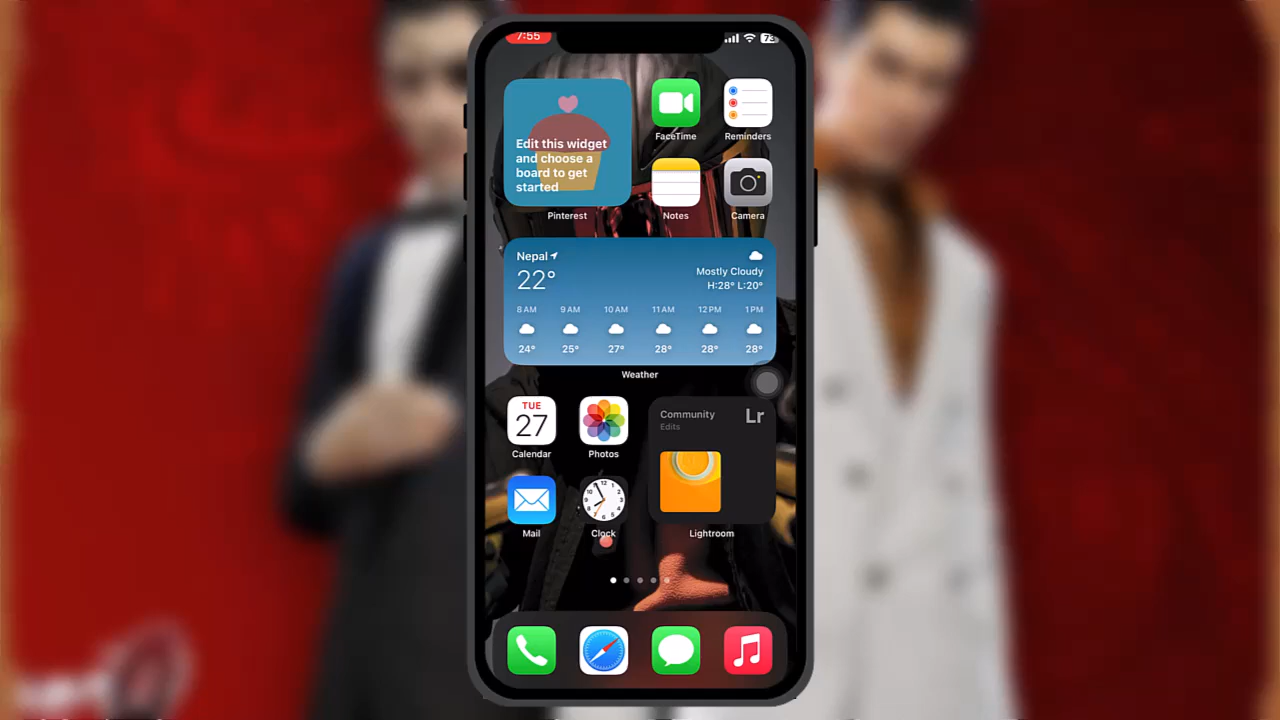 7:55
73
Edit this widget
and choose a
board to get
started
Pinterest
FaceTime
Reminders
Notes
Camera
Nepal
22°
Mostly Cloudy
H:28° L:20°
8 AM 9 AM 10 AM 11 AM 12 PM 1 PM
24° 25° 27° 28° 28° 28°
Weather
TUE
27
Calendar
Photos
Community
Edits
Lr
Mail
Clock
Lightroom